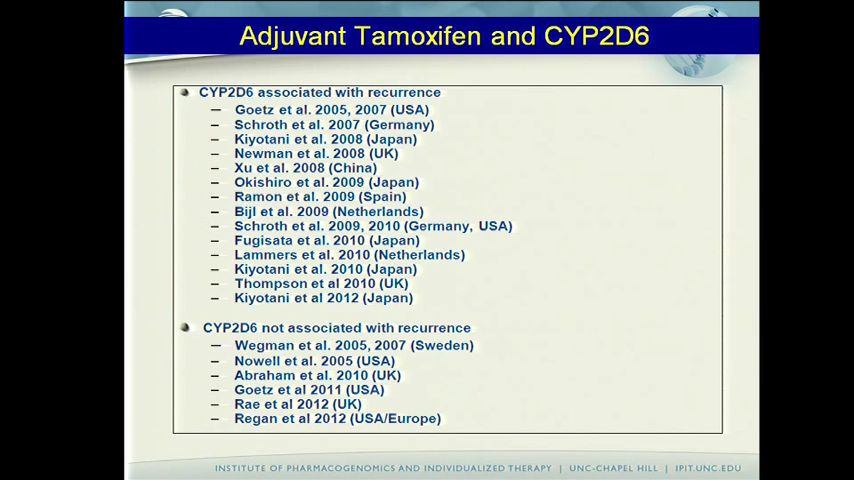 Adjuvant Tamoxifen and CYP2D6
CYP2D6 associated with recurrence
– Goetz et al. 2005, 2007 (USA)
– Schroth et al. 2007 (Germany)
– Kiyotani et al. 2008 (Japan)
– Newman et al. 2008 (UK)
– Xu et al. 2008 (China)
– Okishiro et al. 2009 (Japan)
– Ramon et al. 2009 (Spain)
– Bijl et al. 2009 (Netherlands)
– Schroth et al. 2009, 2010 (Germany, USA)
– Fugisata et al. 2010 (Japan)
– Lammers et al. 2010 (Netherlands)
– Kiyotani et al. 2010 (Japan)
– Thompson et al 2010 (UK)
– Kiyotani et al 2012 (Japan)
CYP2D6 not associated with recurrence
– Wegman et al. 2005, 2007 (Sweden)
– Nowell et al. 2005 (USA)
– Abraham et al. 2010 (UK)
– Goetz et al 2011 (USA)
– Rae et al 2012 (UK)
– Regan et al 2012 (USA/Europe)
INSTITUTE OF PHARMACOGENOMICS AND INDIVIDUALIZED THERAPY | UNC-CHAPEL HILL | IPIT.UNC.EDU